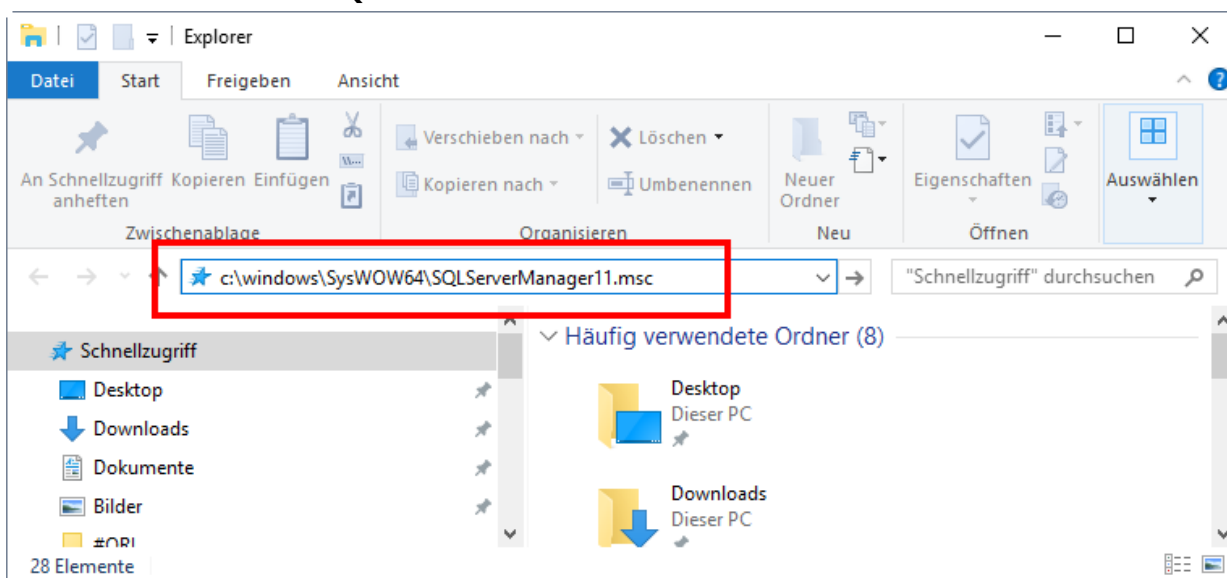 Explorer
Datei Start Freigeben Ansicht
An Schnellzugriff anheften
Kopieren
Einfügen
Verschieben nach
Kopieren nach
Löschen
Umbenennen
Neuer Ordner
Eigenschaften
Auswählen
Zwischenablage Organisieren Neu Öffnen
c:\windows\SysWOW64\SQLServerManager11.msc
"Schnellzugriff" durchsuchen
Schnellzugriff
Desktop
Downloads
Dokumente
Bilder
Häufig verwendete Ordner (8)
Desktop
Dieser PC
Downloads
Dieser PC
28 Elemente